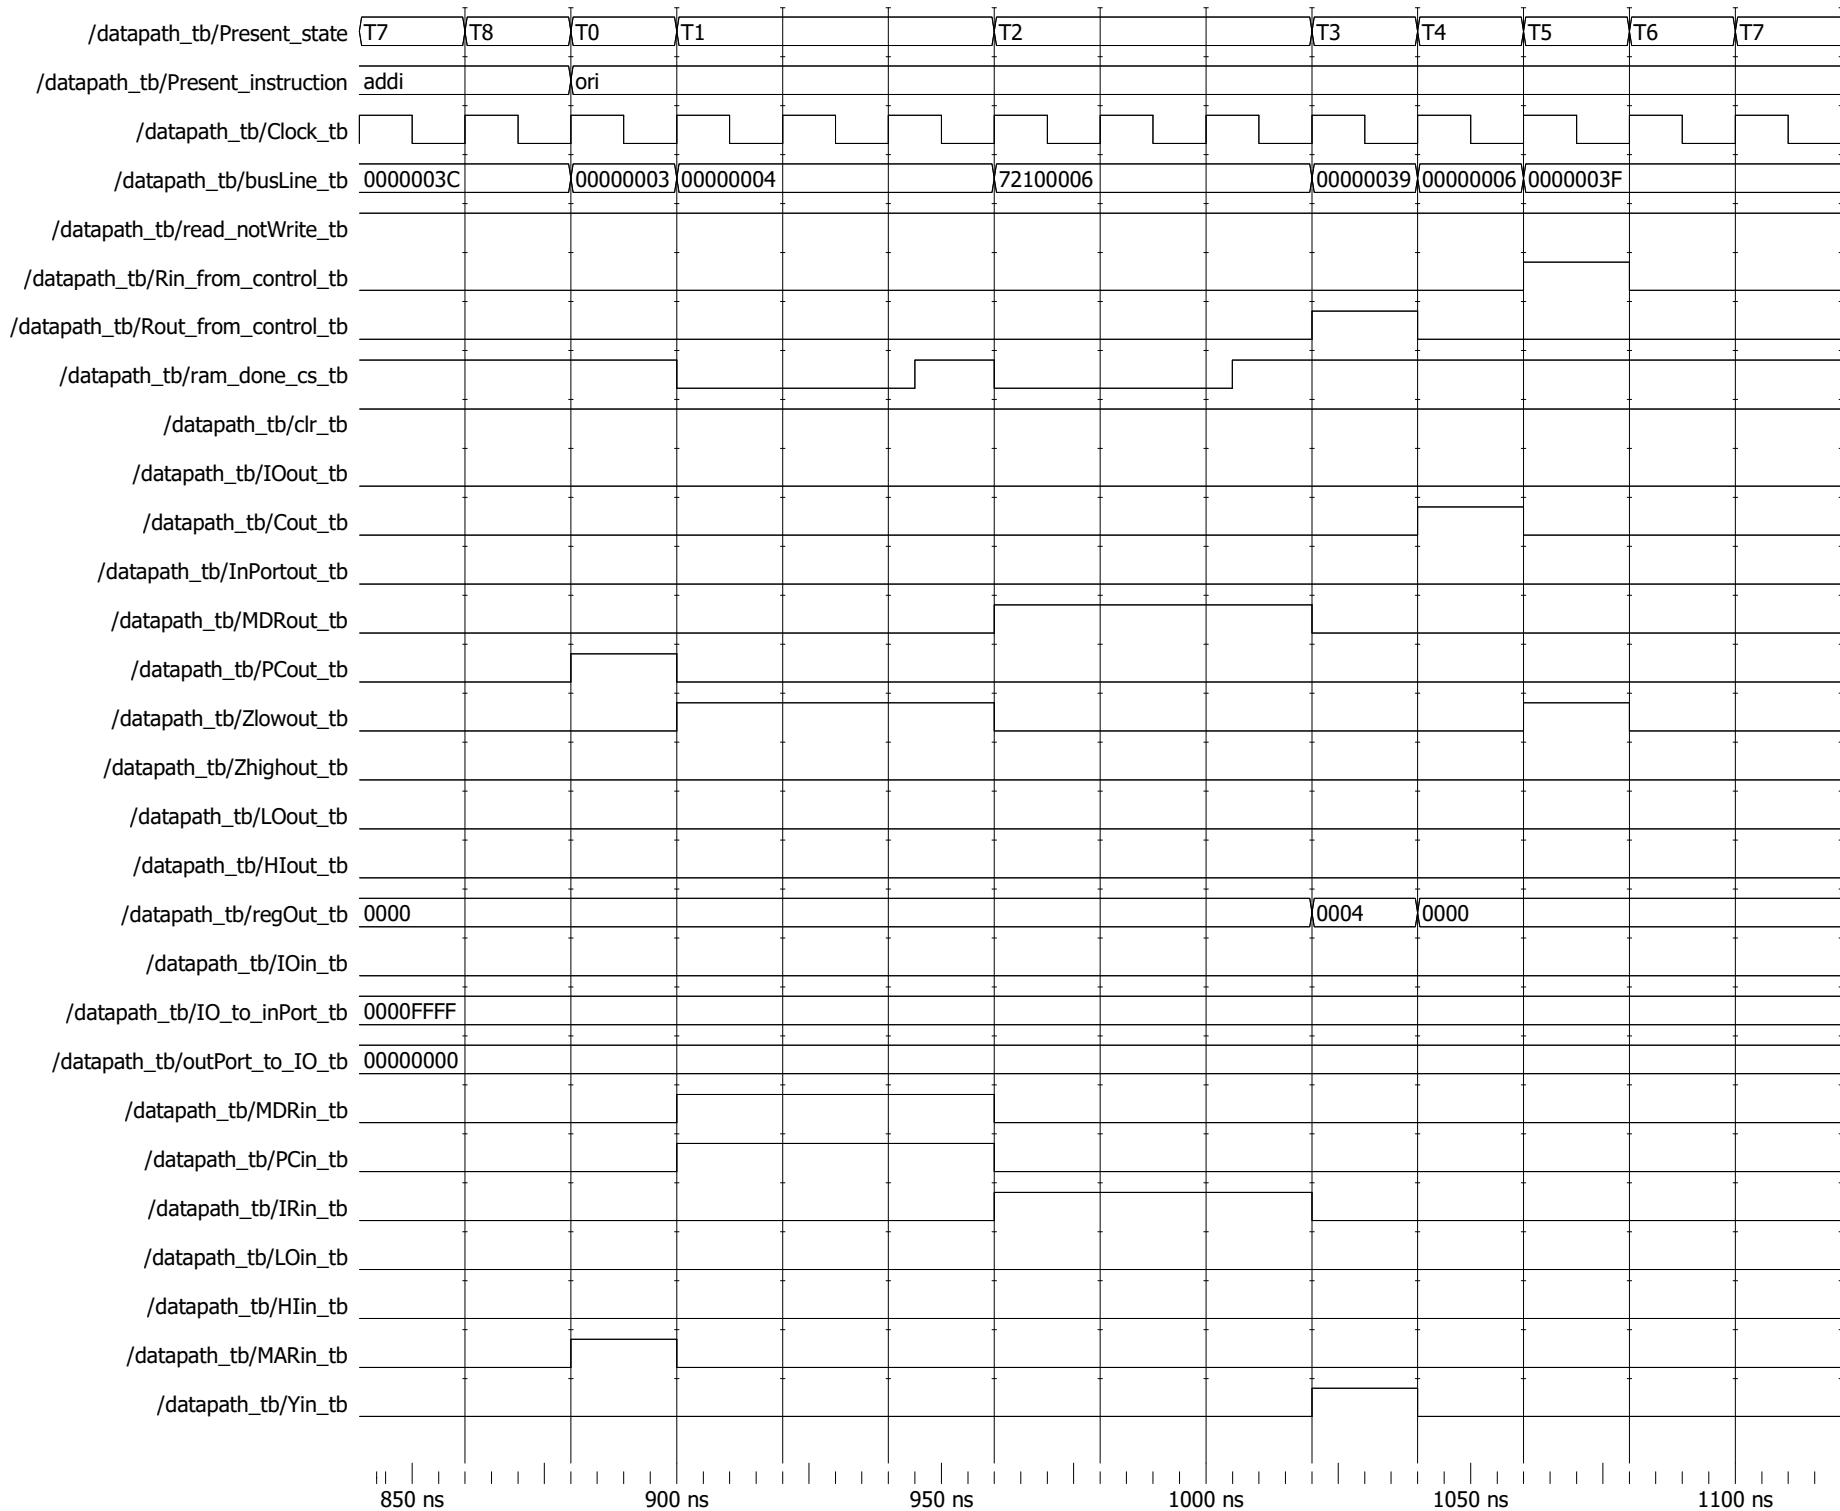 /datapath_tb/Present_state T7 T8 T0 T1 T2 T3 T4 T5 T6 T7
/datapath_tb/Present_instruction addi ori
/datapath_tb/Clock_tb
/datapath_tb/busLine_tb 0000003C 00000003 00000004 72100006 00000039 00000006 0000003F
/datapath_tb/read_notWrite_tb
/datapath_tb/Rin_from_control_tb
/datapath_tb/Rout_from_control_tb
/datapath_tb/ram_done_cs_tb
/datapath_tb/clr_tb
/datapath_tb/IOout_tb
/datapath_tb/Cout_tb
/datapath_tb/InPortout_tb
/datapath_tb/MDRout_tb
/datapath_tb/PCout_tb
/datapath_tb/Zlowout_tb
/datapath_tb/Zhighout_tb
/datapath_tb/LOout_tb
/datapath_tb/HIout_tb
/datapath_tb/regOut_tb 0000 0004 0000
/datapath_tb/IOin_tb
/datapath_tb/IO_to_inPort_tb 0000FFFF
/datapath_tb/outPort_to_IO_tb 00000000
/datapath_tb/MDRin_tb
/datapath_tb/PCin_tb
/datapath_tb/IRin_tb
/datapath_tb/LOin_tb
/datapath_tb/HIin_tb
/datapath_tb/MARin_tb
/datapath_tb/Yin_tb
850 ns 900 ns 950 ns 1000 ns 1050 ns 1100 ns